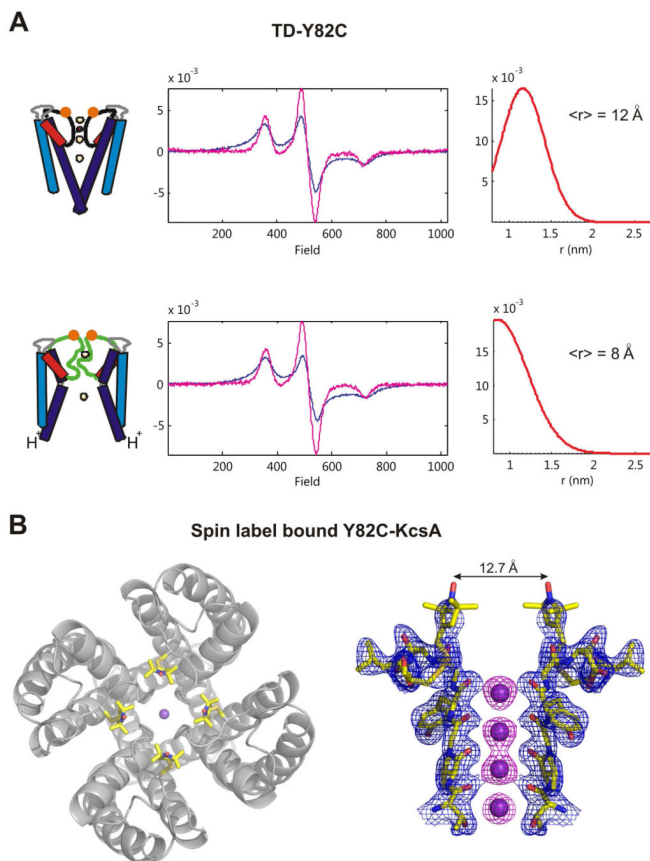 A
TD-Y82C
x 10⁻³
5
0
-5
200 400 600 800 1000
Field
x 10⁻³
15
10
5
0
1 1.5 2 2.5
r (nm)
<r> = 12 Å
H⁺ H⁺
x 10⁻³
5
0
-5
200 400 600 800 1000
Field
x 10⁻³
15
10
5
0
1 1.5 2 2.5
r (nm)
<r> = 8 Å
B
Spin label bound Y82C-KcsA
12.7 Å